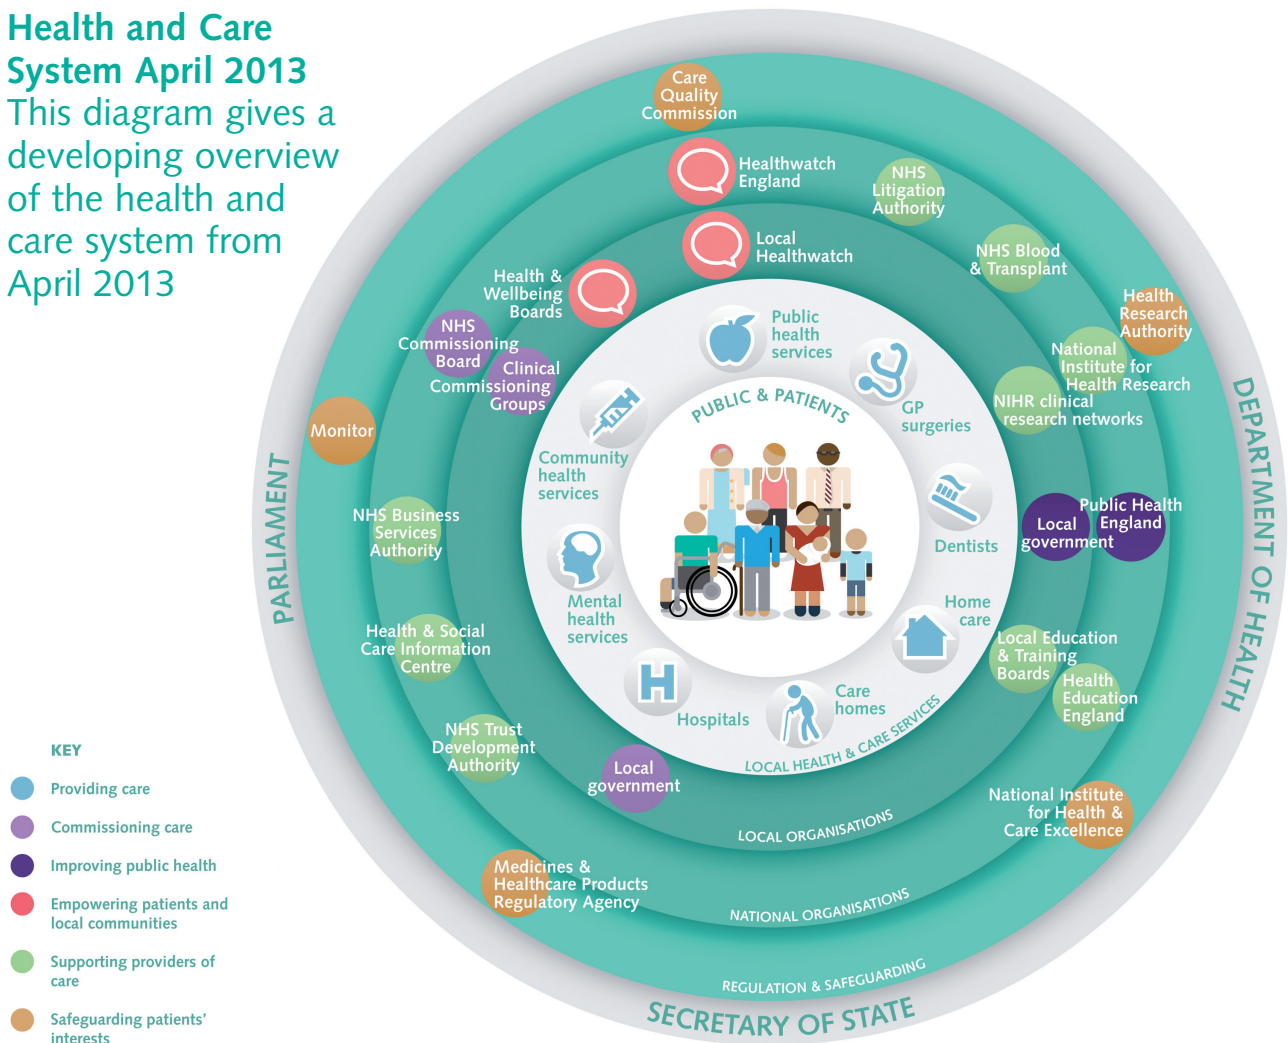 Health and Care
System April 2013
This diagram gives a
developing overview
of the health and
care system from
April 2013
Care
Quality
Commission
Healthwatch
England
NHS
Litigation
Authority
Local
Healthwatch
NHS Blood
& Transplant
Health &
Wellbeing
Boards
Health
Research
Authority
NHS
Commissioning
Board
Public
health
services
National
Institute for
Health Research
Clinical
Commissioning
Groups
PUBLIC & PATIENTS
GP
surgeries
NIHR clinical
research networks
Monitor
Community
health
services
DEPARTMENT OF HEALTH
PARLIAMENT
NHS Business
Services
Authority
Dentists
Local
government
Public Health
England
Mental
health
services
Home
care
Health & Social
Care Information
Centre
Local Education
& Training
Boards
Health
Education
England
H
Hospitals
Care
homes
LOCAL HEALTH & CARE SERVICES
NHS Trust
Development
Authority
Local
government
National Institute
for Health &
Care Excellence
LOCAL ORGANISATIONS
Medicines &
Healthcare Products
Regulatory Agency
NATIONAL ORGANISATIONS
REGULATION & SAFEGUARDING
SECRETARY OF STATE
KEY
Providing care
Commissioning care
Improving public health
Empowering patients and
local communities
Supporting providers of
care
Safeguarding patients'
interests